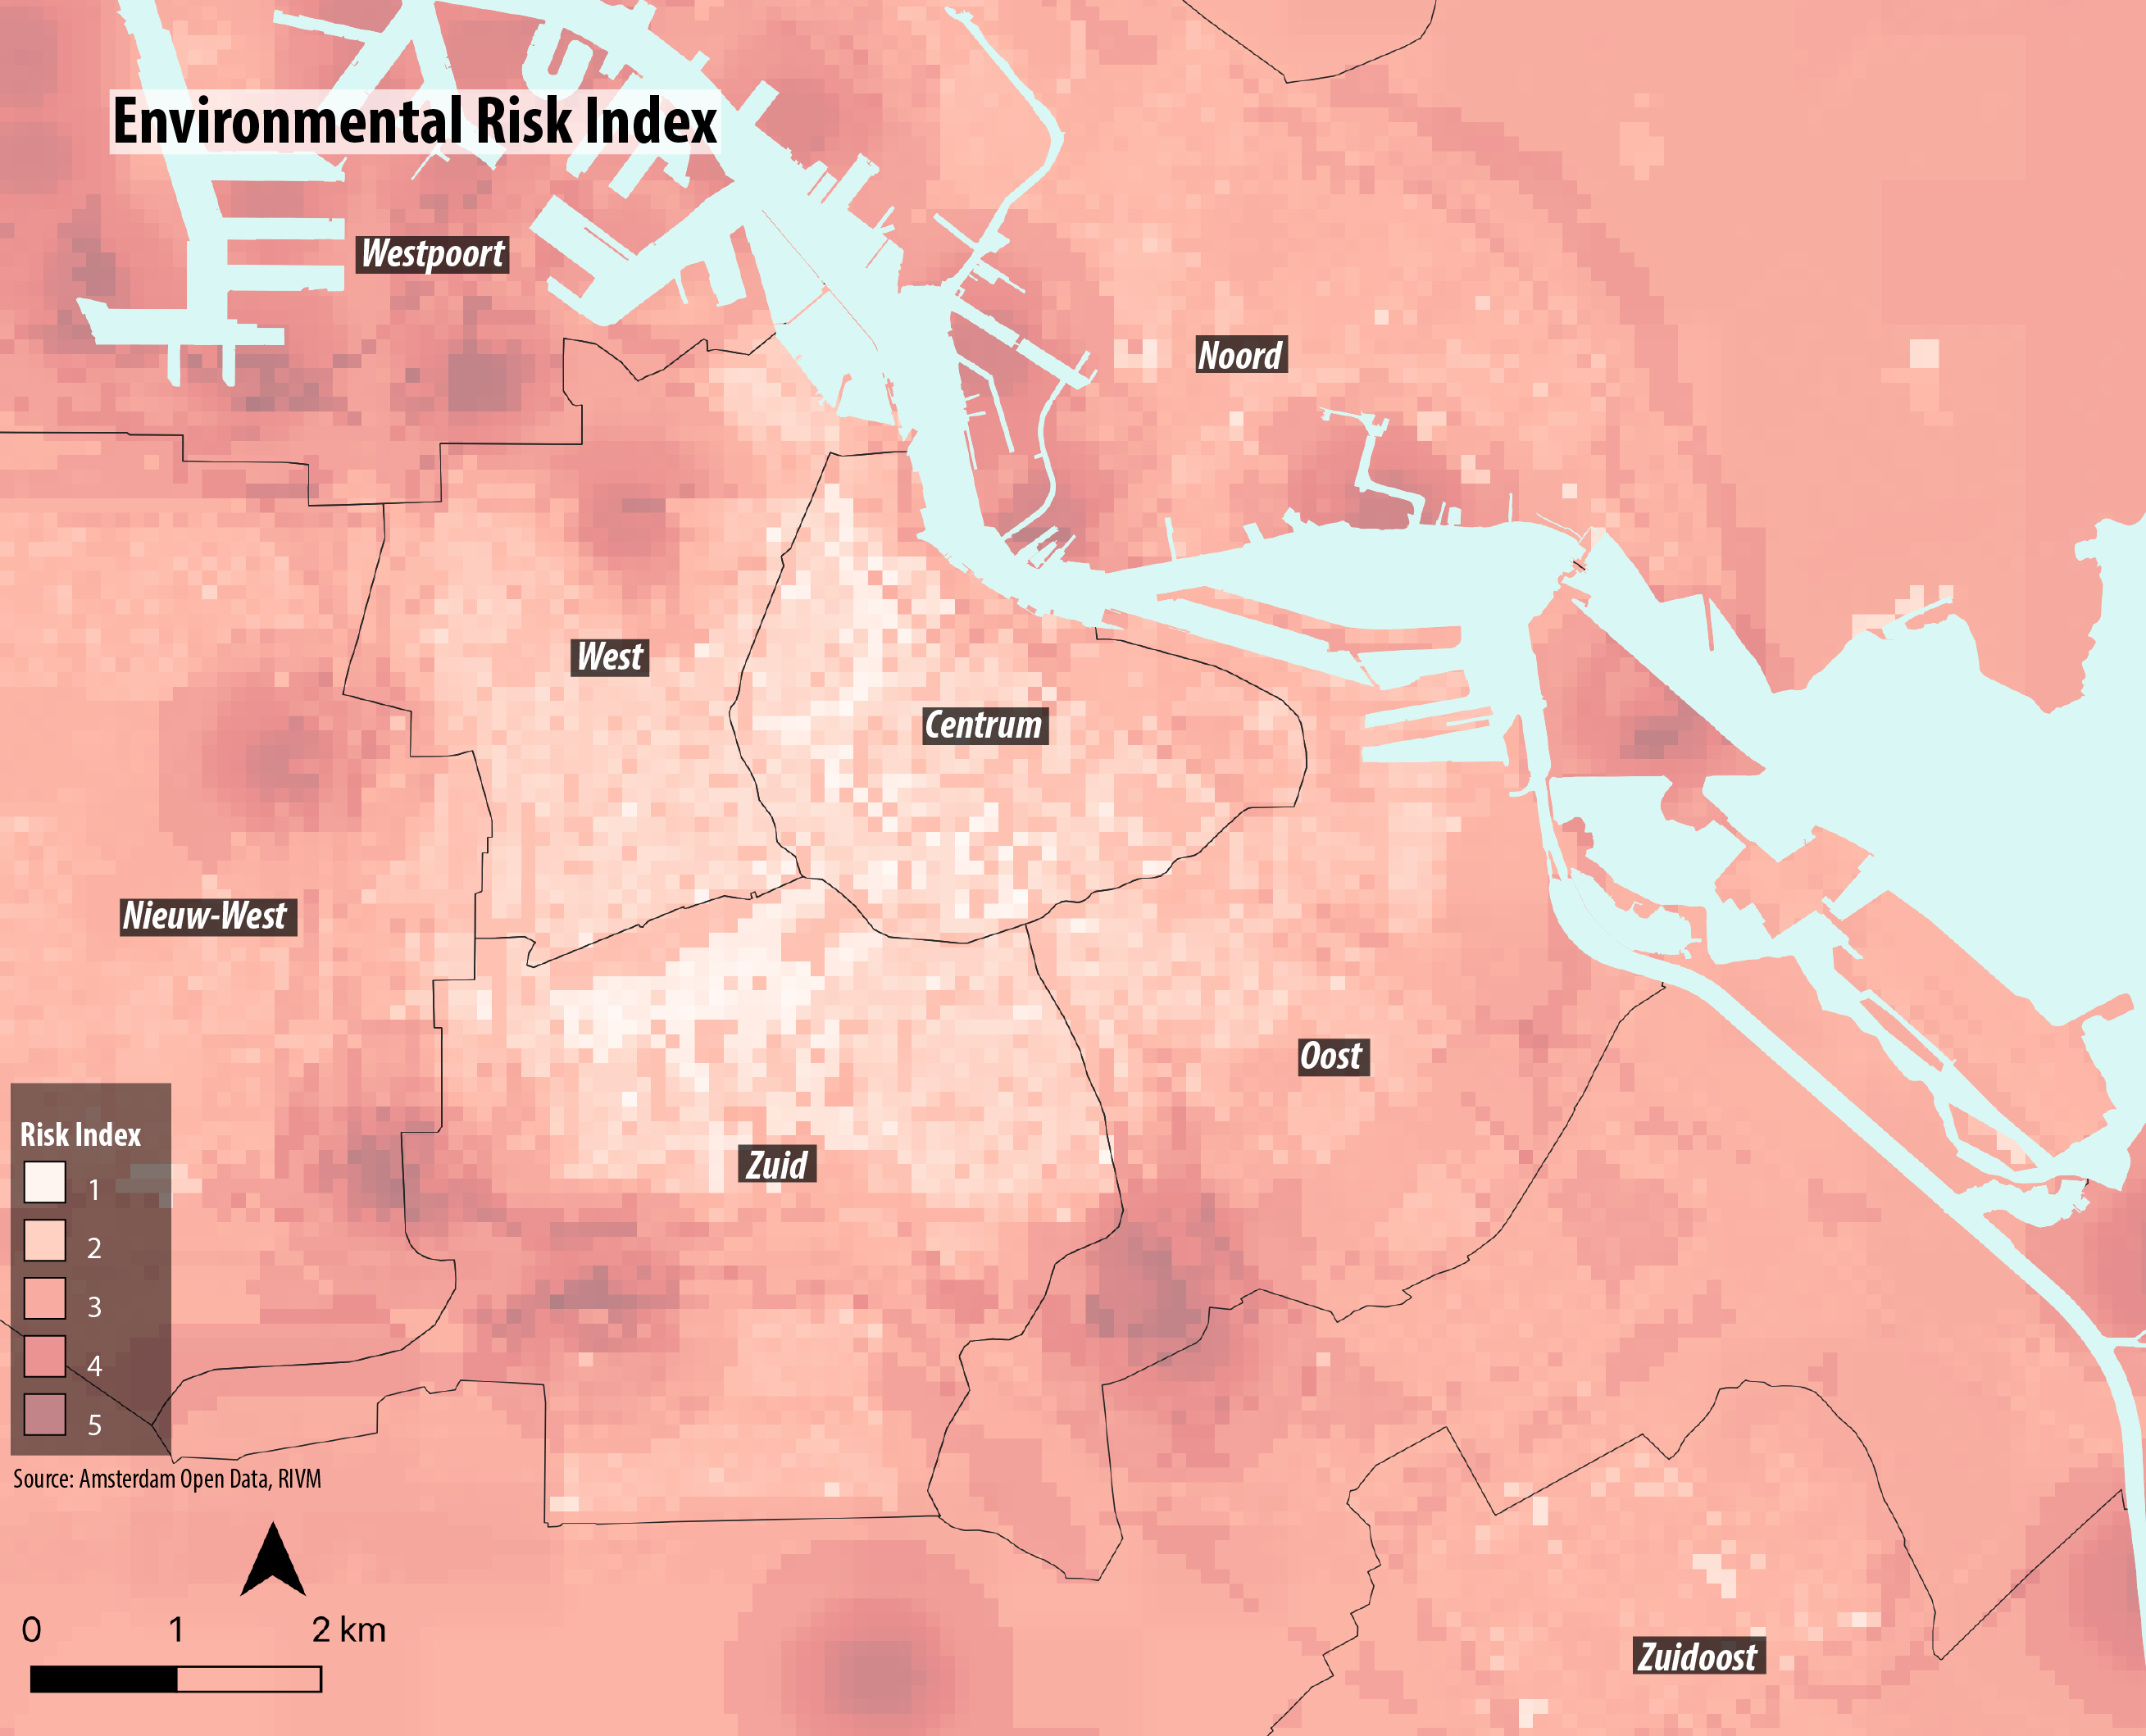 Environmental Risk Index
Westpoort
Noord
West
Centrum
Nieuw-West
Oost
Zuid
Risk Index
1
2
3
4
5
Source: Amsterdam Open Data, RIVM
0 1 2 km
Zuidoost